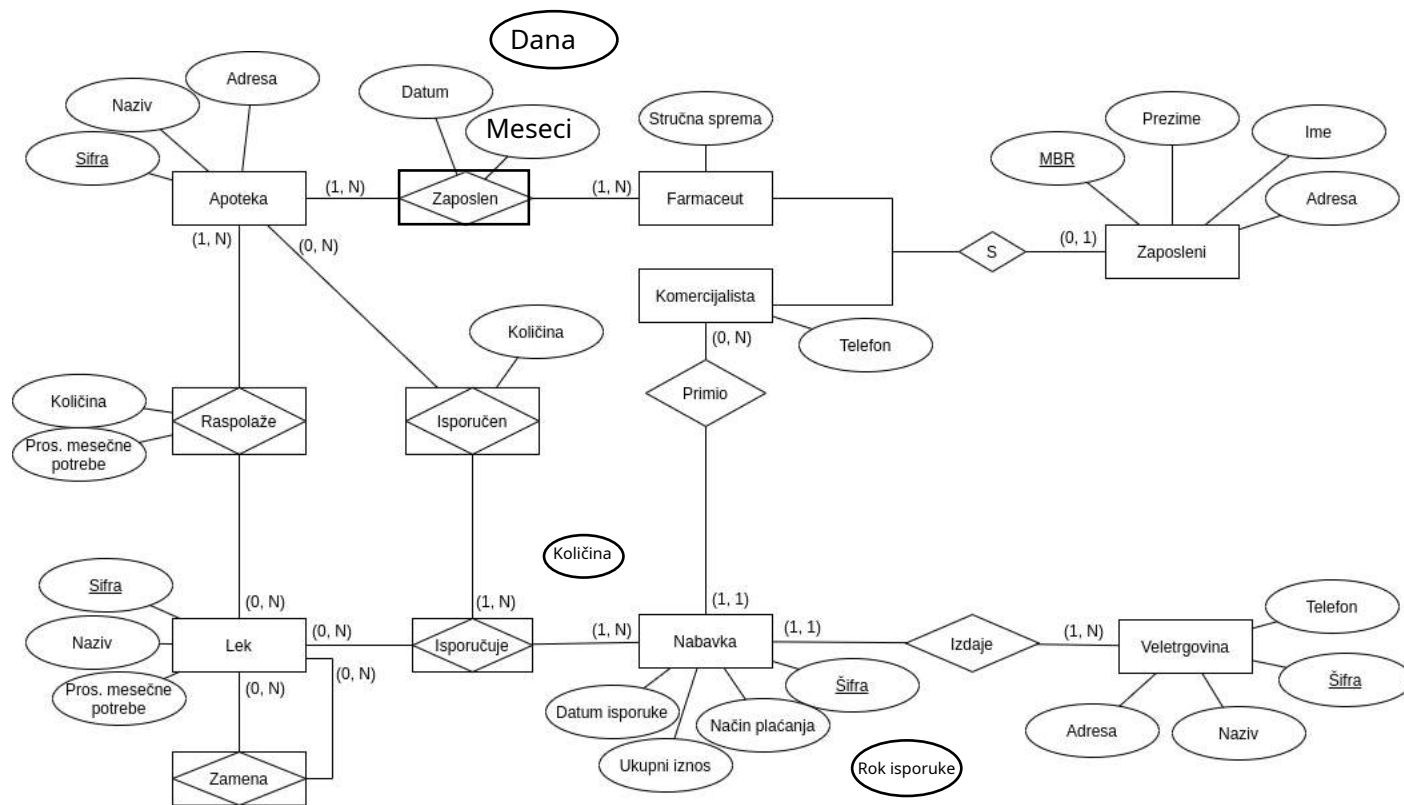 Dana
Adresa
Datum
Naziv
Meseci
Stručna sprema
Prezime
Ime
Sifra
MBR
Adresa
Apoteka
(1, N)
Zaposlen
(1, N)
Farmaceut
(1, N)
(0, N)
S
(0, 1)
Zaposleni
Komercijalista
(0, N)
Telefon
Količina
Primio
Količina
Raspolaže
Isporučen
Pros. mesečne
potrebe
Količina
Sifra
(0, N)
(1, N)
(1, 1)
Telefon
Naziv
Lek
(0, N)
Isporučuje
(1, N)
Nabavka
(1, 1)
Izdaje
(1, N)
Veletrgovina
(0, N)
(0, N)
Pros. mesečne
potrebe
Šifra
Šifra
Datum isporuke
Način plaćanja
Adresa
Naziv
Ukupni iznos
Rok isporuke
Zamena